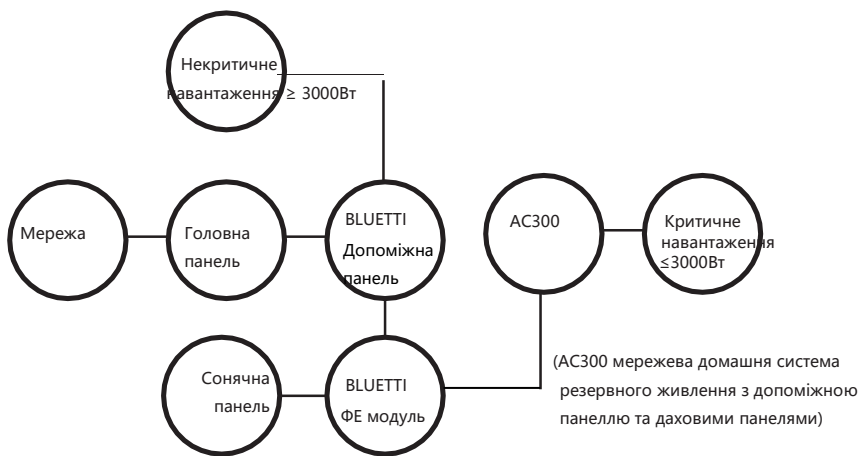 Некритичне
навантаження ≥ 3000Вт
Мережа
Головна
панель
BLUETTI
Допоміжна
панель
AC300
Критичне
навантаження
≤3000Вт
Сонячна
панель
BLUETTI
ФЕ модуль
(AC300 мережева домашня система
резервного живлення з допоміжною
панеллю та даховими панелями)